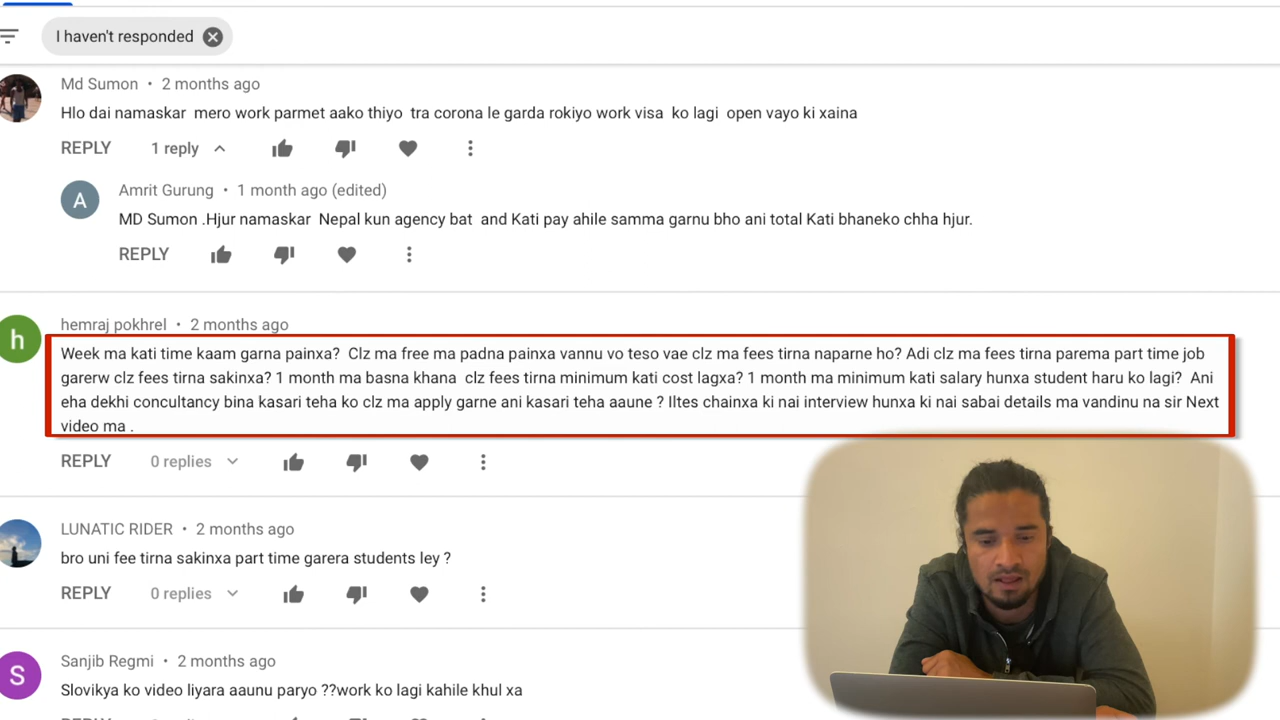 I haven't responded
Md Sumon • 2 months ago
Hlo dai namaskar mero work parmet aako thiyo tra corona le garda rokiyo work visa ko lagi open vayo ki xaina
REPLY 1 reply
A
Amrit Gurung • 1 month ago (edited)
MD Sumon .Hjur namaskar Nepal kun agency bat and Kati pay ahile samma garnu bho ani total Kati bhaneko chha hjur.
REPLY
h
hemraj pokhrel • 2 months ago
Week ma kati time kaam garna painxa? Clz ma free ma padna painxa vannu vo teso vae clz ma fees tirna naparne ho? Adi clz ma fees tirna parema part time job
garerw clz fees tirna sakinxa? 1 month ma basna khana clz fees tirna minimum kati cost lagxa? 1 month ma minimum kati salary hunxa student haru ko lagi? Ani
eha dekhi concultancy bina kasari teha ko clz ma apply garne ani kasari teha aaune ? Iltes chainxa ki nai interview hunxa ki nai sabai details ma vandinu na sir Next
video ma .
REPLY 0 replies
LUNATIC RIDER • 2 months ago
bro uni fee tirna sakinxa part time garera students ley ?
REPLY 0 replies
S
Sanjib Regmi • 2 months ago
Slovikya ko video liyara aaunu paryo ??work ko lagi kahile khul xa